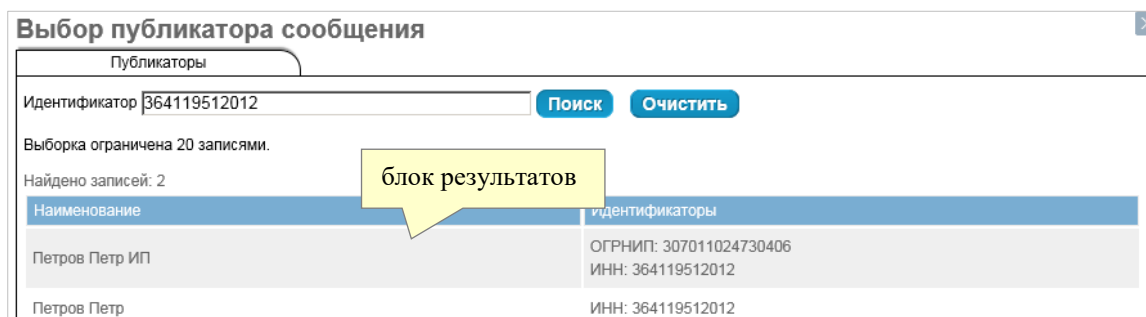 Выбор публикатора сообщения
Публикаторы
Идентификатор 364119512012 Поиск Очистить
Выборка ограничена 20 записями.
блок результатов
Найдено записей: 2
Наименование Идентификаторы
Петров Петр ИП
ОГРНИП: 307011024730406
ИНН: 364119512012
Петров Петр ИНН: 364119512012